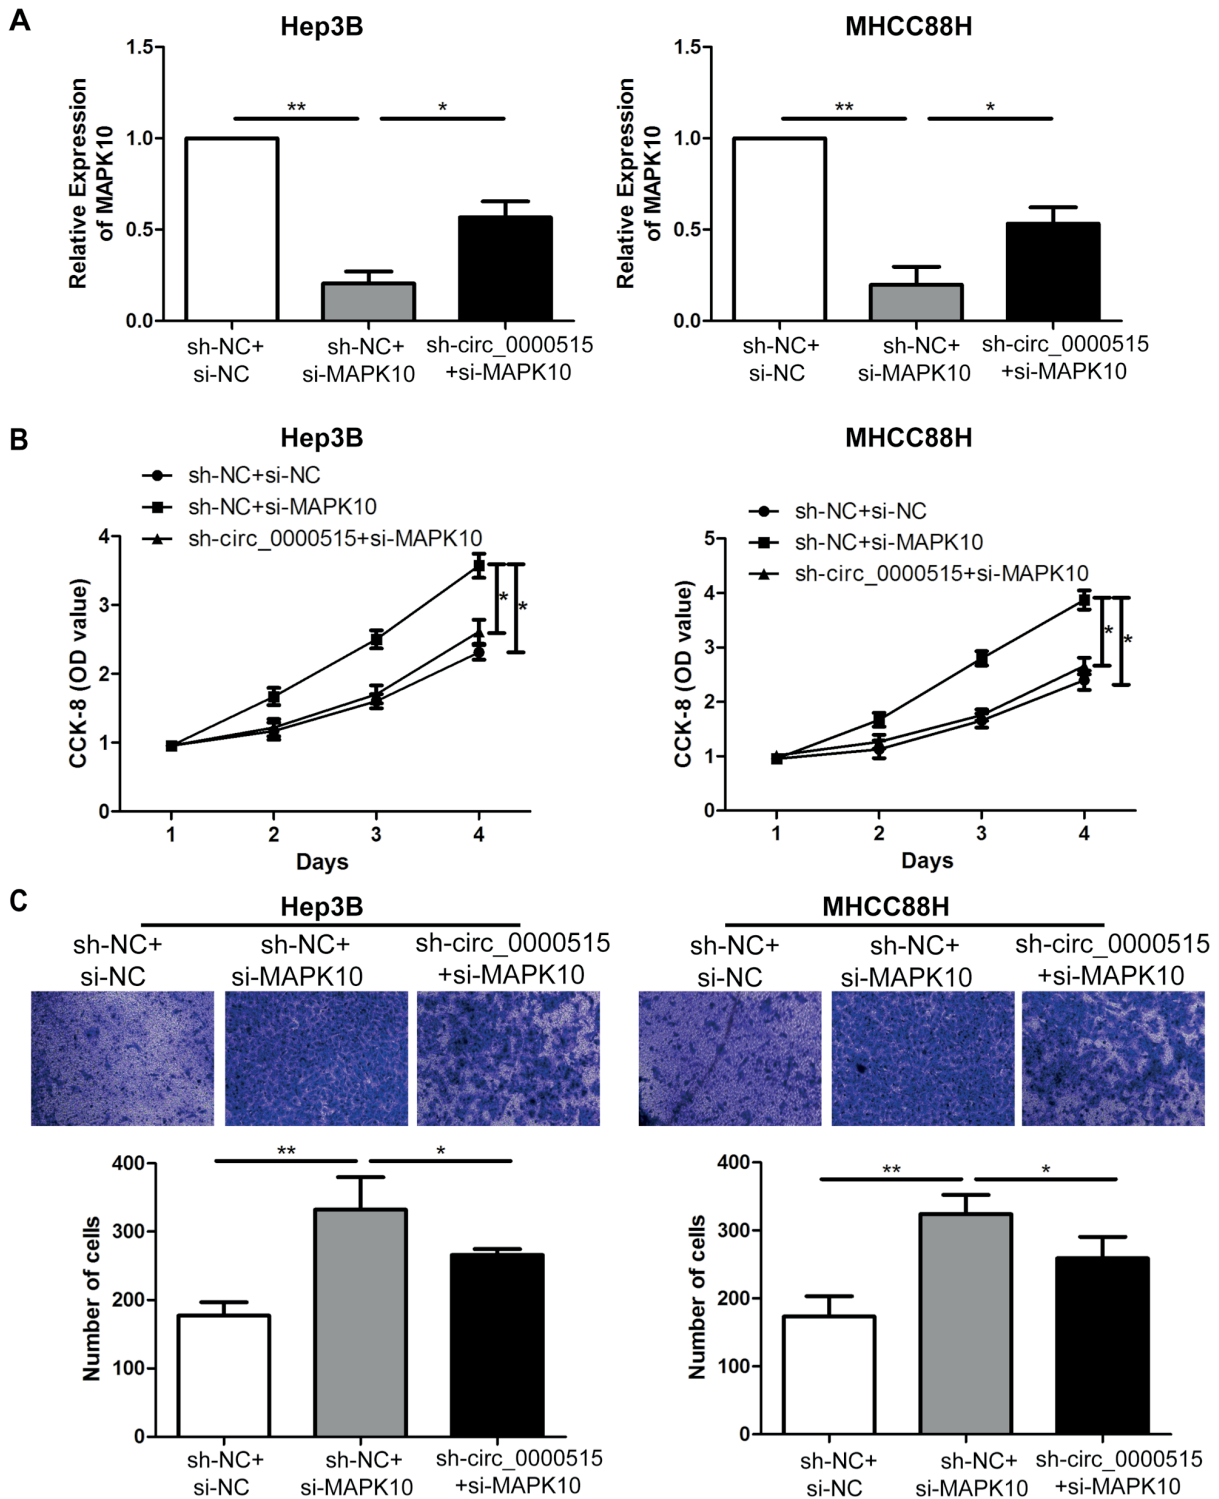 A
Hep3B
MHCC88H
Relative Expression
of MAPK10
1.5
1.0
0.5
0.0
**
*
sh-NC+
si-NC
sh-NC+
si-MAPK10
sh-circ_0000515
+si-MAPK10
Relative Expression
of MAPK10
1.5
1.0
0.5
0.0
**
*
sh-NC+
si-NC
sh-NC+
si-MAPK10
sh-circ_0000515
+si-MAPK10
B
Hep3B
sh-NC+si-NC
sh-NC+si-MAPK10
sh-circ_0000515+si-MAPK10
CCK-8 (OD value)
4
3
2
1
0
*
*
1 2 3 4
Days
MHCC88H
sh-NC+si-NC
sh-NC+si-MAPK10
sh-circ_0000515+si-MAPK10
CCK-8 (OD value)
5
4
3
2
1
0
*
*
1 2 3 4
Days
C
Hep3B
sh-NC+
si-NC
sh-NC+
si-MAPK10
sh-circ_0000515
+si-MAPK10
MHCC88H
sh-NC+
si-NC
sh-NC+
si-MAPK10
sh-circ_0000515
+si-MAPK10
Number of cells
400
300
200
100
0
**
*
sh-NC+
si-NC
sh-NC+
si-MAPK10
sh-circ_0000515
+si-MAPK10
Number of cells
400
300
200
100
0
**
*
sh-NC+
si-NC
sh-NC+
si-MAPK10
sh-circ_0000515
+si-MAPK10